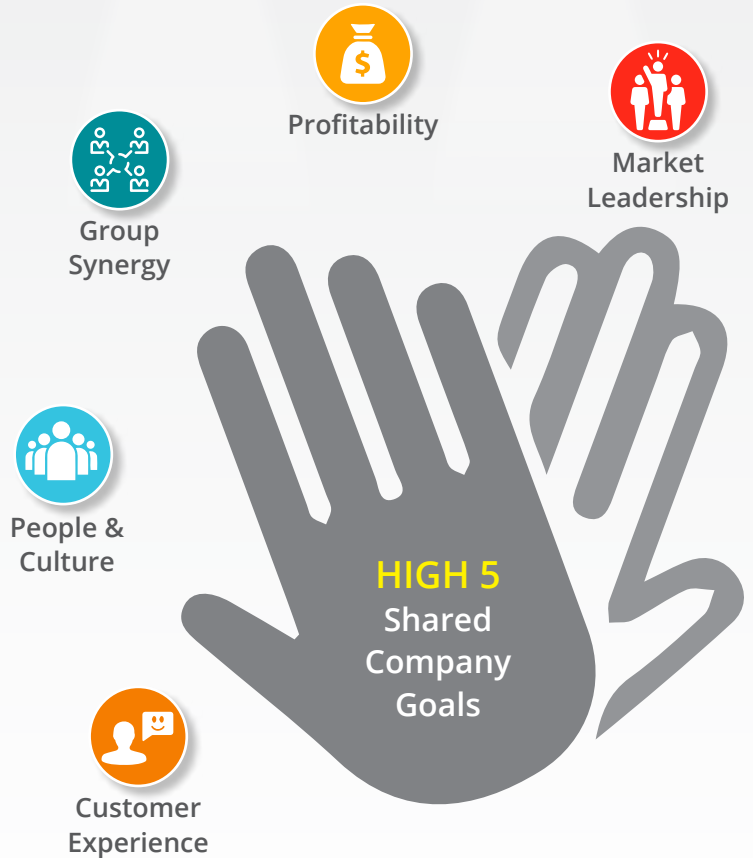 Profitability
Market
Leadership
Group
Synergy
People &
Culture
HIGH 5
Shared
Company
Goals
Customer
Experience